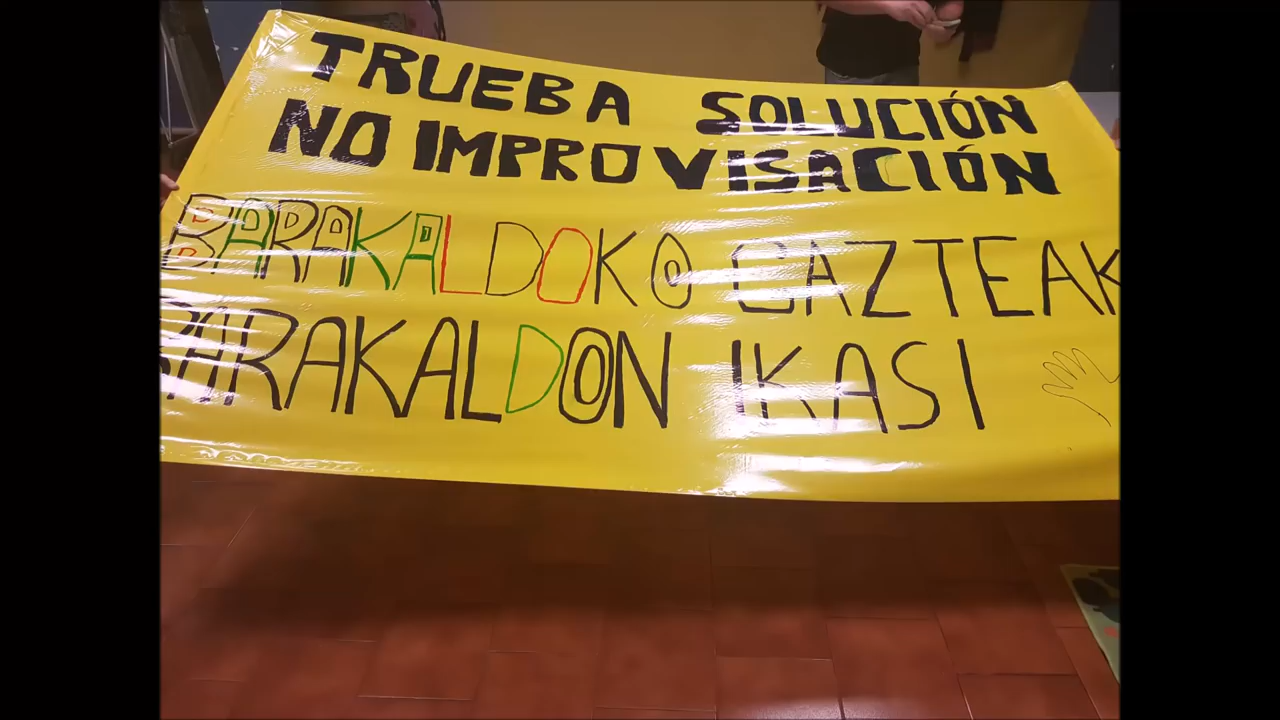 TRUEBA SOLUCIÓN
NO IMPROVISACIÓN
BARAKALDOKO GAZTEAK
BARAKALDON IKASI